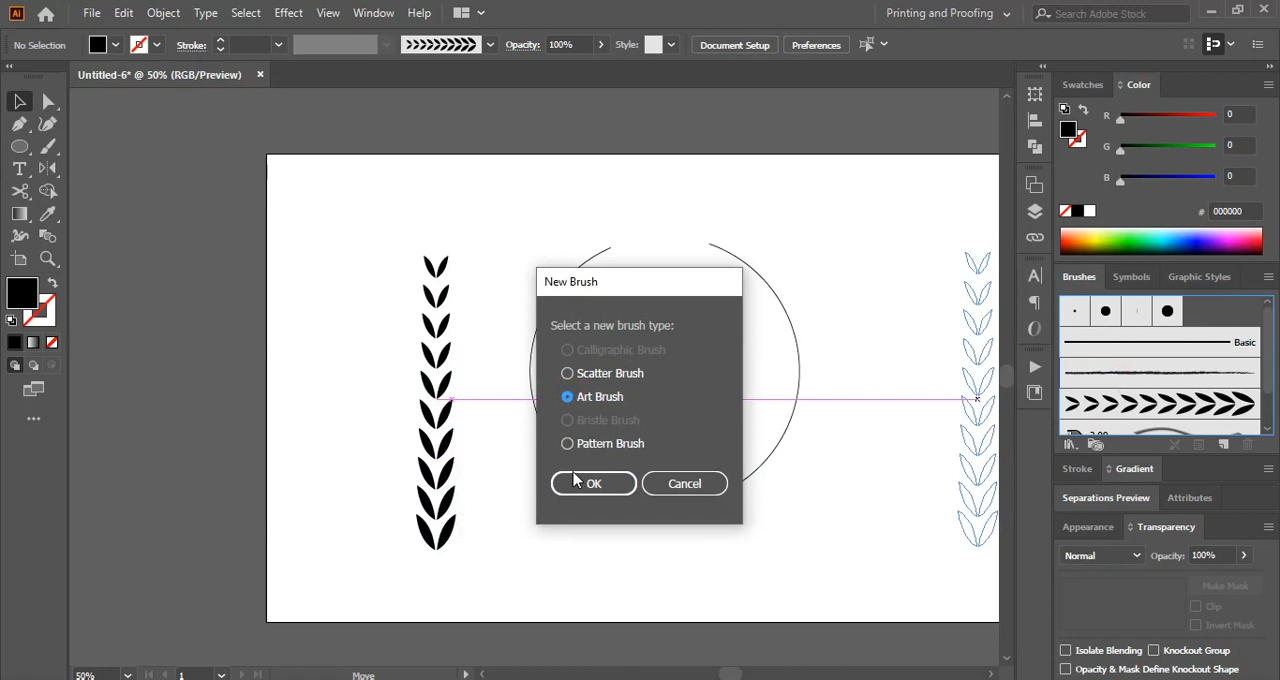 Ai File Edit Object Type Select Effect View Window Help Printing and Proofing Search Adobe Stock
No Selection Stroke: Opacity: 100% Style: Document Setup Preferences
Untitled-6* @ 50% (RGB/Preview) ×
Swatches Color
R 0
G 0
B 0
# 000000
Brushes Symbols Graphic Styles
Basic
New Brush
Select a new brush type:
Calligraphic Brush
Scatter Brush
Art Brush
Bristle Brush
Pattern Brush
OK Cancel
Stroke Gradient
Separations Preview Attributes
Appearance Transparency
Normal Opacity: 100%
Make Mask
Clip
Invert Mask
Isolate Blending Knockout Group
Opacity & Mask Define Knockout Shape
50% 1 Move